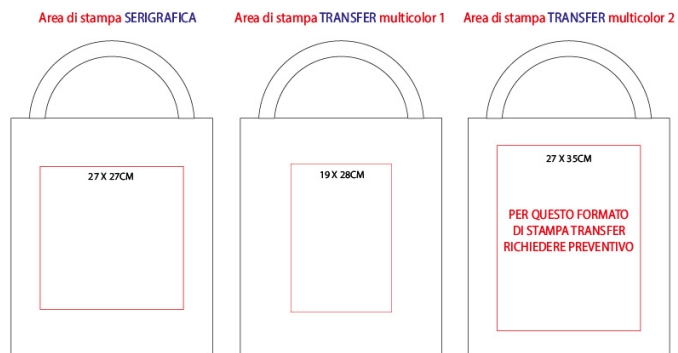 Area di stampa SERIGRAFICA
Area di stampa TRANSFER multicolor 1
Area di stampa TRANSFER multicolor 2
27 X 27CM
19 X 28CM
27 X 35CM
PER QUESTO FORMATO
DI STAMPA TRANSFER
RICHIEDERE PREVENTIVO